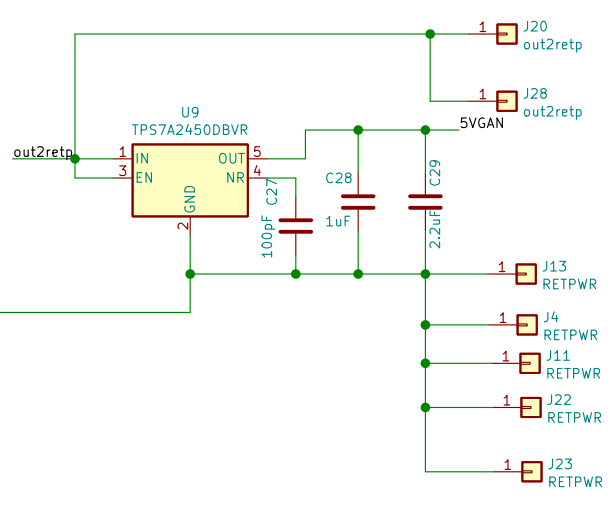 1 J20
out2retp
1 J28
out2retp
U9
TPS7A2450DBVR
5VGAN
out2retp 1 IN OUT 5
3 EN NR 4
GND
2
C27
100pF
C28
1uF
C29
2.2uF
1 J13
RETPWR
1 J4
RETPWR
1 J11
RETPWR
1 J22
RETPWR
1 J23
RETPWR